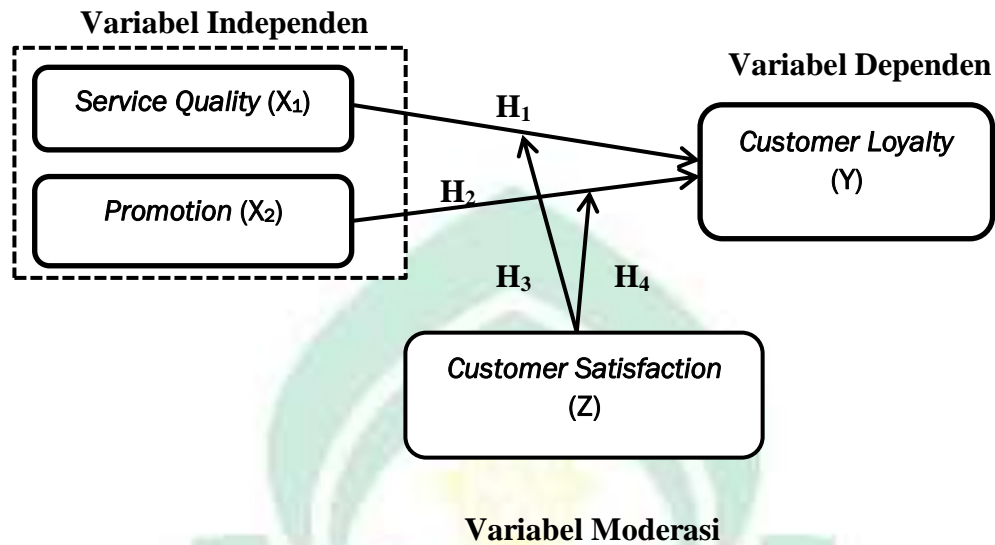 Variabel Independen
Service Quality (X₁)
Promotion (X₂)
H₁
H₂
H₃
H₄
Variabel Dependen
Customer Loyalty
(Y)
Customer Satisfaction
(Z)
Variabel Moderasi